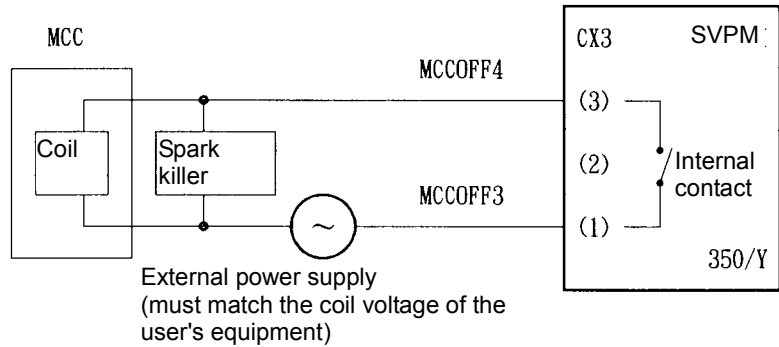 MCC
CX3 SVPM
MCCOFF4
(3)
Coil
Spark
killer
(2)
Internal
contact
MCCOFF3
(1)
350/Y
External power supply
(must match the coil voltage of the
user's equipment)